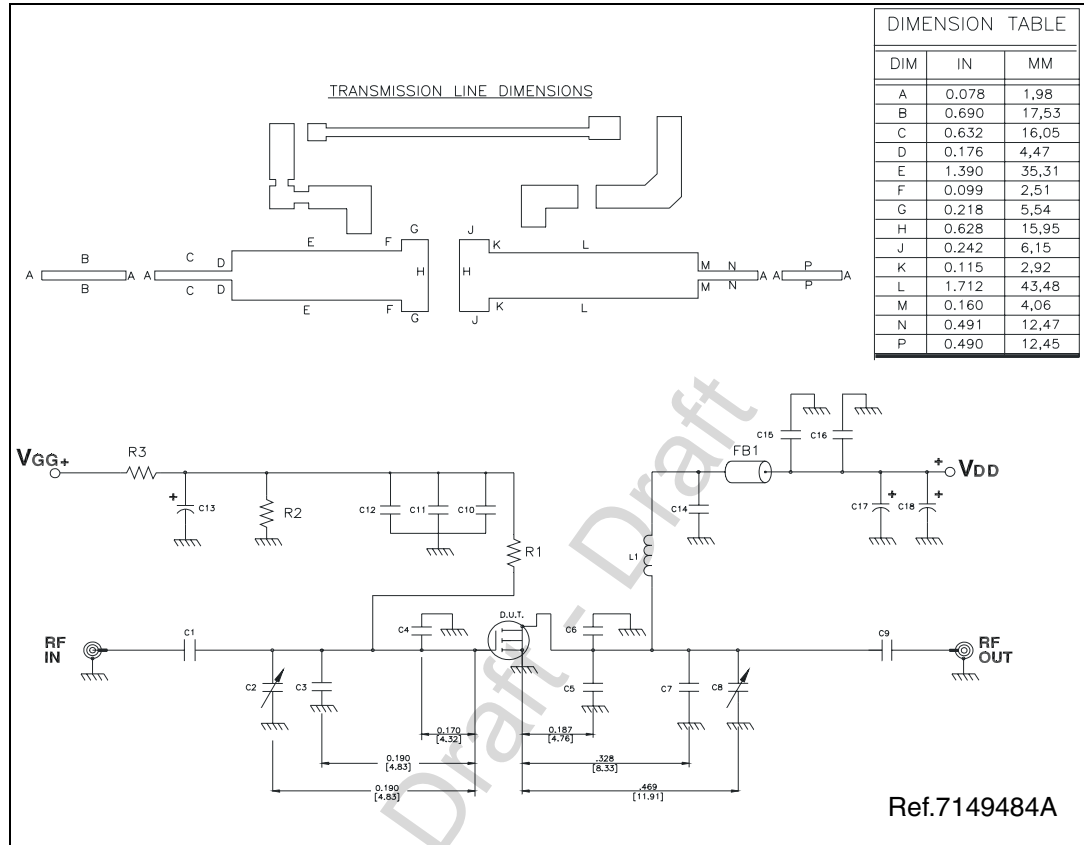 DIMENSION TABLE
DIM IN MM
A 0.078 1,98
B 0.690 17,53
C 0.632 16,05
D 0.176 4,47
E 1.390 35,31
F 0.099 2,51
G 0.218 5,54
H 0.628 15,95
J 0.242 6,15
K 0.115 2,92
L 1.712 43,48
M 0.160 4,06
N 0.491 12,47
P 0.490 12,45
TRANSMISSION LINE DIMENSIONS
G J
E F K L
B C D M N P
A A A H H A A
B C D M N P
E F K L
G J
VGG+
R3
C13
R2
C12
C11
C10
R1
C15
C16
FB1
VDD
C14
C17
C18
L1
D.U.T.
RF
IN
C1
C4
C6
C9
RF
OUT
C2
C3
C5
C7
C8
0.170
[4.32]
0.187
[4.76]
0.190
[4.83]
.328
[8.33]
0.190
[4.83]
.469
[11.91]
Draft - Draft
Ref.7149484A